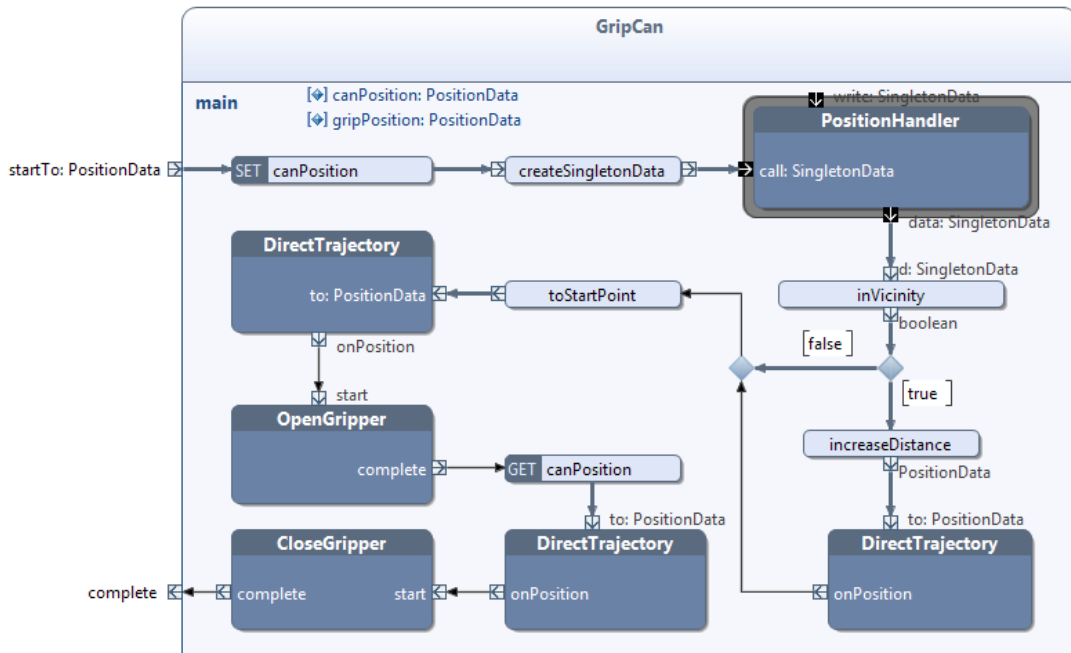 GripCan
main
canPosition: PositionData
gripPosition: PositionData
write: SingletonData
PositionHandler
call: SingletonData
startTo: PositionData
SET canPosition
createSingletonData
data: SingletonData
d: SingletonData
inVicinity
boolean
DirectTrajectory
to: PositionData
toStartPoint
onPosition
[false]
[true]
start
OpenGripper
complete
increaseDistance
PositionData
GET canPosition
to: PositionData
to: PositionData
CloseGripper
DirectTrajectory
DirectTrajectory
complete
complete
start
onPosition
onPosition